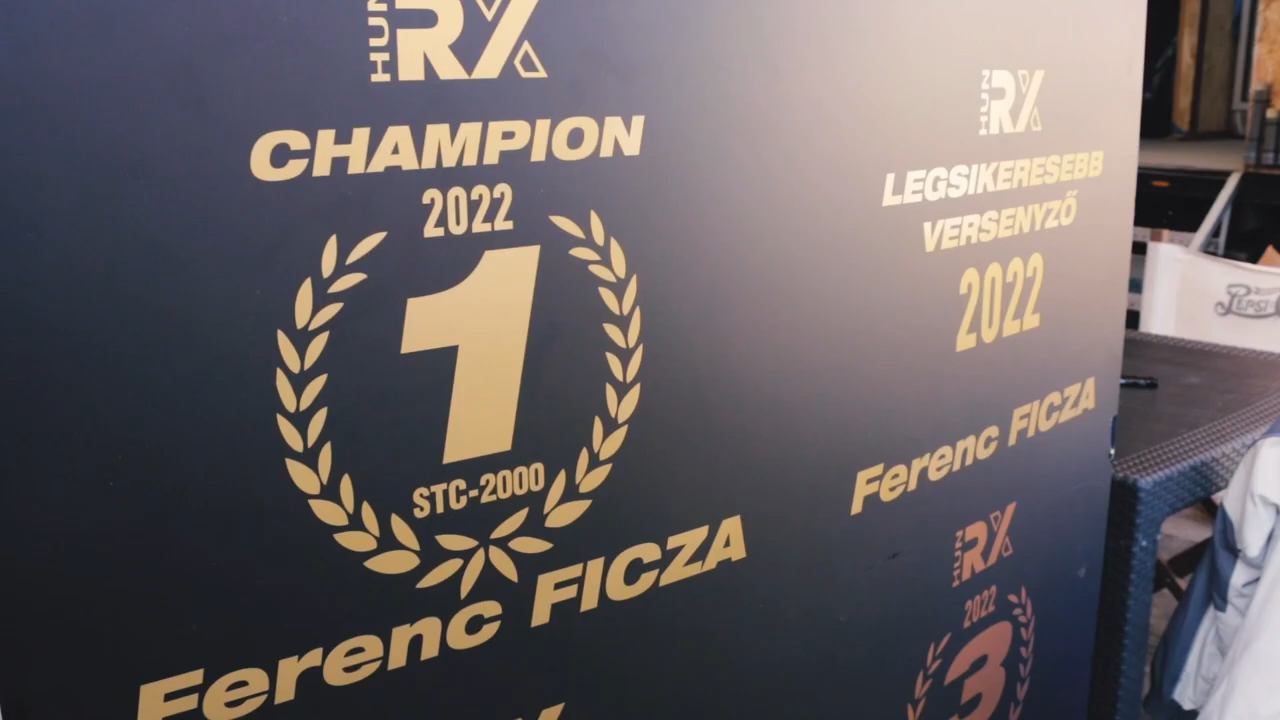 HUN RX
CHAMPION
2022
1
STC-2000
Ferenc FICZA
HUN RX
LEGSIKERESEBB
VERSENYZŐ
2022
Ferenc FICZA
HUN RX
2022
3
PEPSI